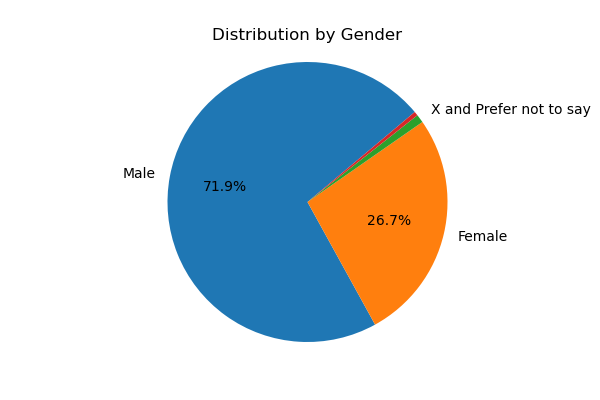 Distribution by Gender
X and Prefer not to say
Male
71.9%
26.7%
Female